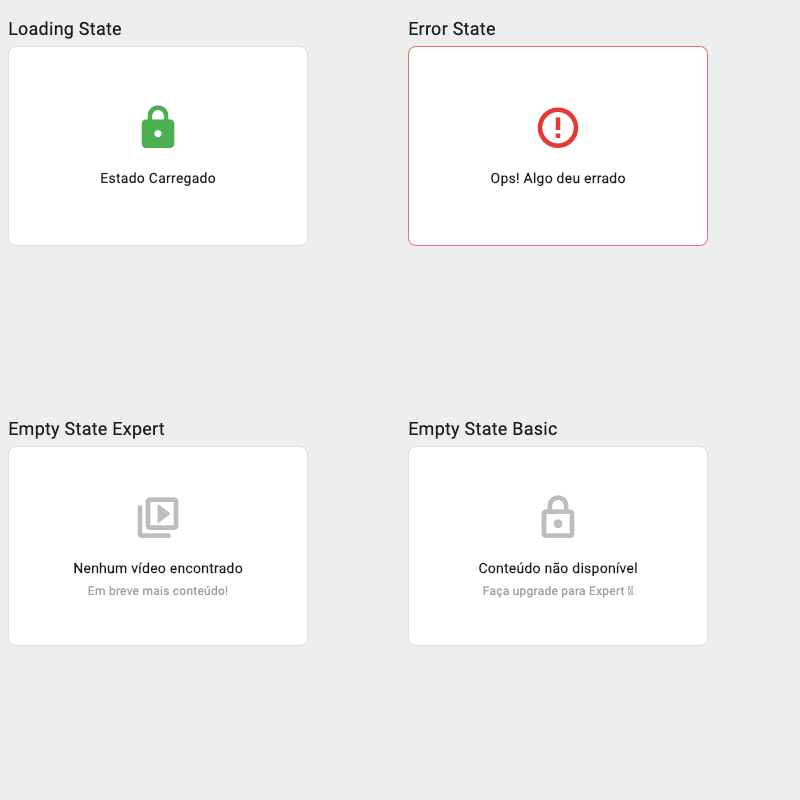 Loading State
Error State
Estado Carregado
Ops! Algo deu errado
Empty State Expert
Empty State Basic
Nenhum vídeo encontrado
Em breve mais conteúdo!
Conteúdo não disponível
Faça upgrade para Expert